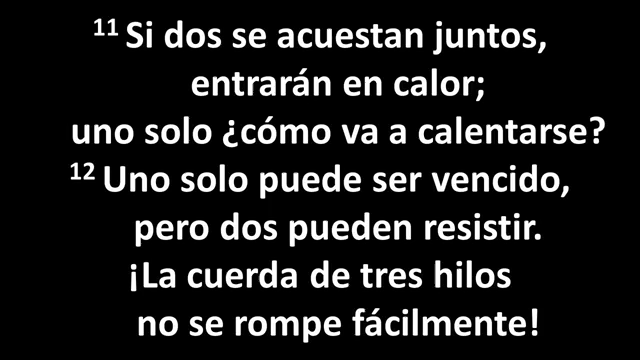 11 Si dos se acuestan juntos,
entrarán en calor;
uno solo ¿cómo va a calentarse?
12 Uno solo puede ser vencido,
pero dos pueden resistir.
¡La cuerda de tres hilos
no se rompe fácilmente!